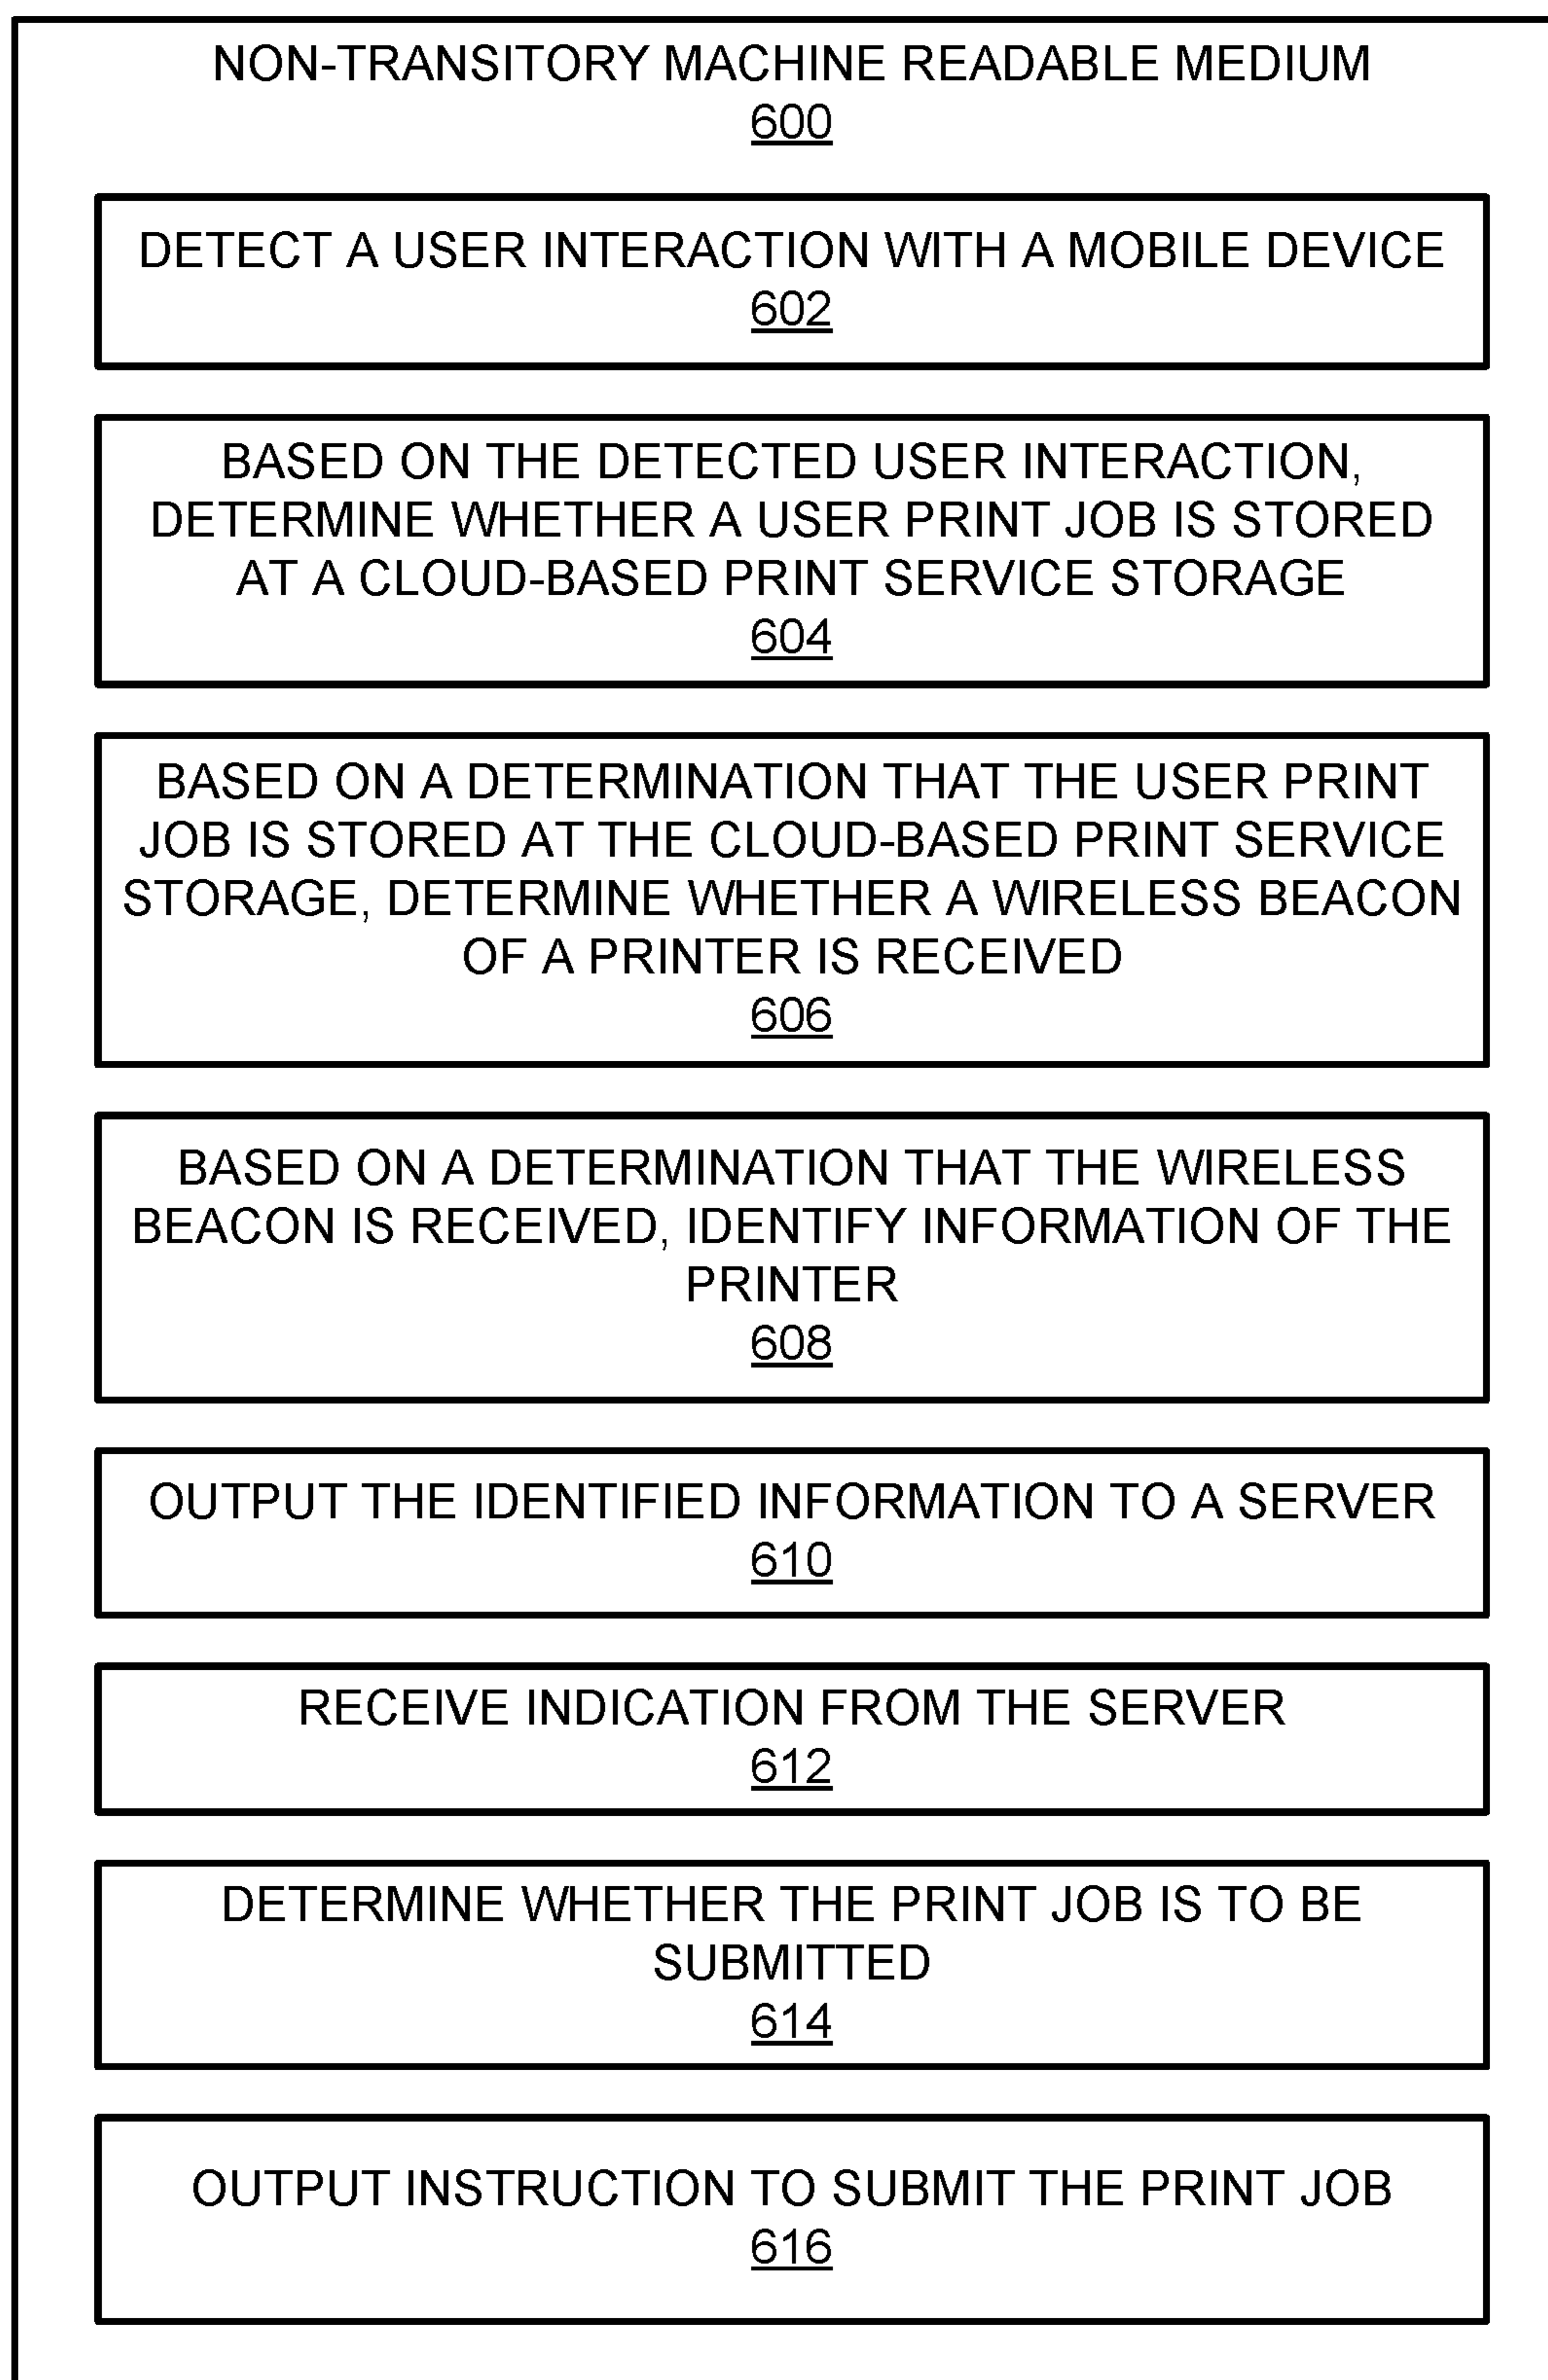 NON-TRANSITORY MACHINE READABLE MEDIUM
600
DETECT A USER INTERACTION WITH A MOBILE DEVICE
602
BASED ON THE DETECTED USER INTERACTION,
DETERMINE WHETHER A USER PRINT JOB IS STORED
AT A CLOUD-BASED PRINT SERVICE STORAGE
604
BASED ON A DETERMINATION THAT THE USER PRINT
JOB IS STORED AT THE CLOUD-BASED PRINT SERVICE
STORAGE, DETERMINE WHETHER A WIRELESS BEACON
OF A PRINTER IS RECEIVED
606
BASED ON A DETERMINATION THAT THE WIRELESS
BEACON IS RECEIVED, IDENTIFY INFORMATION OF THE
PRINTER
608
OUTPUT THE IDENTIFIED INFORMATION TO A SERVER
610
RECEIVE INDICATION FROM THE SERVER
612
DETERMINE WHETHER THE PRINT JOB IS TO BE
SUBMITTED
614
OUTPUT INSTRUCTION TO SUBMIT THE PRINT JOB
616